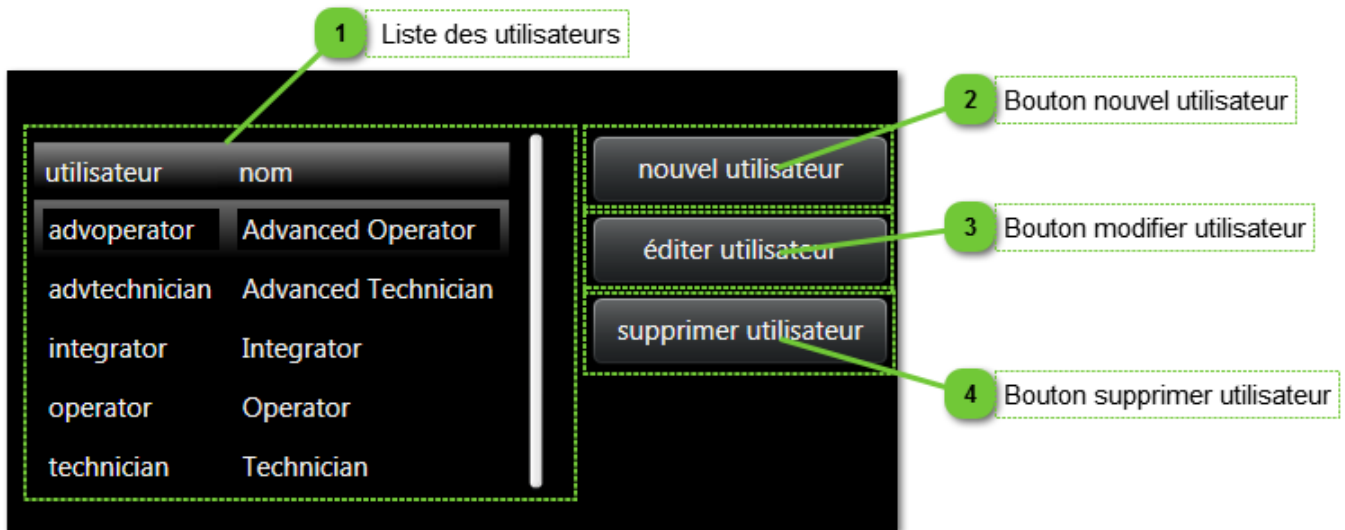 1 Liste des utilisateurs
2 Bouton nouvel utilisateur
utilisateur nom
nouvel utilisateur
advoperator Advanced Operator
éditer utilisateur
3 Bouton modifier utilisateur
advtechnician Advanced Technician
supprimer utilisateur
integrator Integrator
4 Bouton supprimer utilisateur
operator Operator
technician Technician